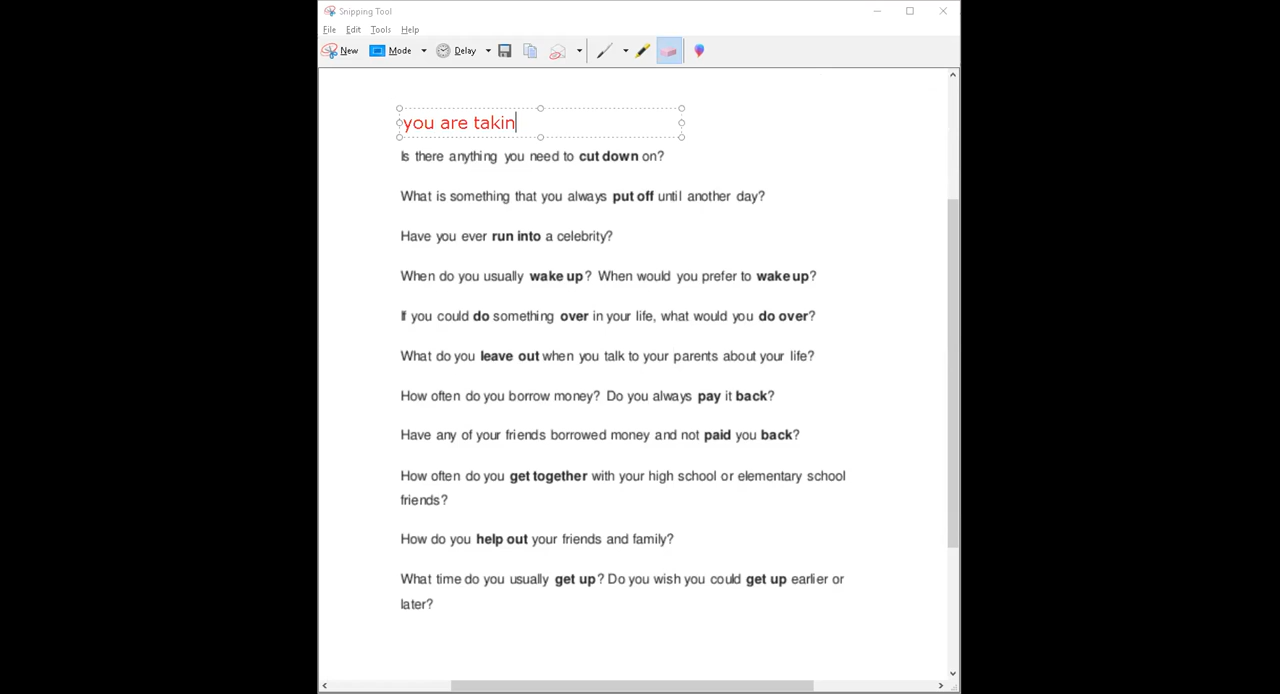 Snipping Tool
File Edit Tools Help
New Mode Delay
you are takin
Is there anything you need to cut down on?
What is something that you always put off until another day?
Have you ever run into a celebrity?
When do you usually wake up? When would you prefer to wake up?
If you could do something over in your life, what would you do over?
What do you leave out when you talk to your parents about your life?
How often do you borrow money? Do you always pay it back?
Have any of your friends borrowed money and not paid you back?
How often do you get together with your high school or elementary school
friends?
How do you help out your friends and family?
What time do you usually get up? Do you wish you could get up earlier or
later?